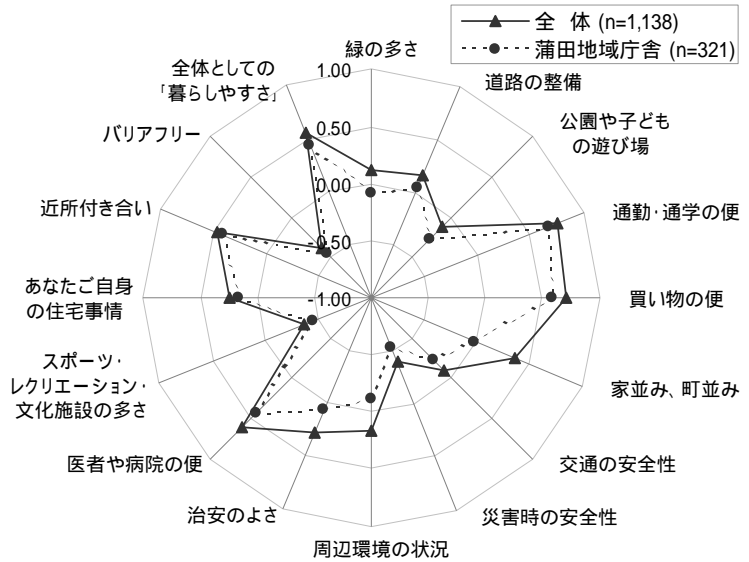 全 体 (n=1,138)
蒲田地域庁舎 (n=321)
緑の多さ
道路の整備
公園や子ども
の遊び場
通勤・通学の便
買い物の便
家並み、町並み
交通の安全性
災害時の安全性
周辺環境の状況
治安のよさ
医者や病院の便
スポーツ・
レクリエーション・
文化施設の多さ
あなたご自身
の住宅事情
近所付き合い
バリアフリー
全体としての
「暮らしやすさ」
1.00
0.50
0.00
0.50
-1.00